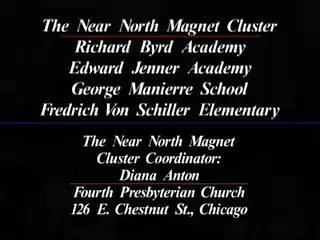 The Near North Magnet Cluster
Richard Byrd Academy
Edward Jenner Academy
George Manierre School
Fredrich Von Schiller Elementary
The Near North Magnet
Cluster Coordinator:
Diana Anton
Fourth Presbyterian Church
126 E. Chestnut St., Chicago